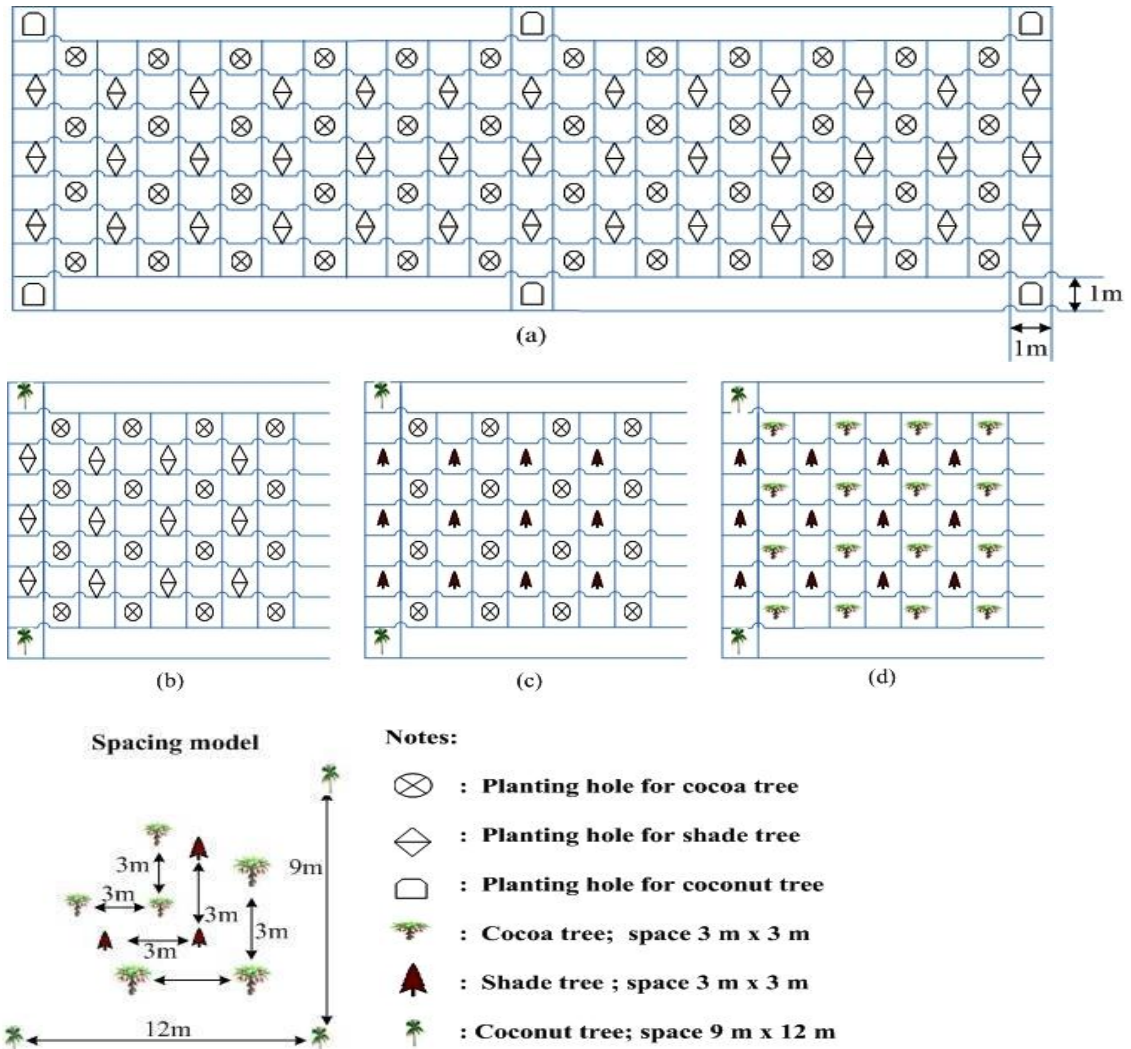 1m
(a)
1m
(b)
(c)
(d)
Spacing model
Notes:
: Planting hole for cocoa tree
: Planting hole for shade tree
: Planting hole for coconut tree
: Cocoa tree; space 3 m x 3 m
: Shade tree ; space 3 m x 3 m
: Coconut tree; space 9 m x 12 m
3m
9m
3m
3m
3m
3m
12m